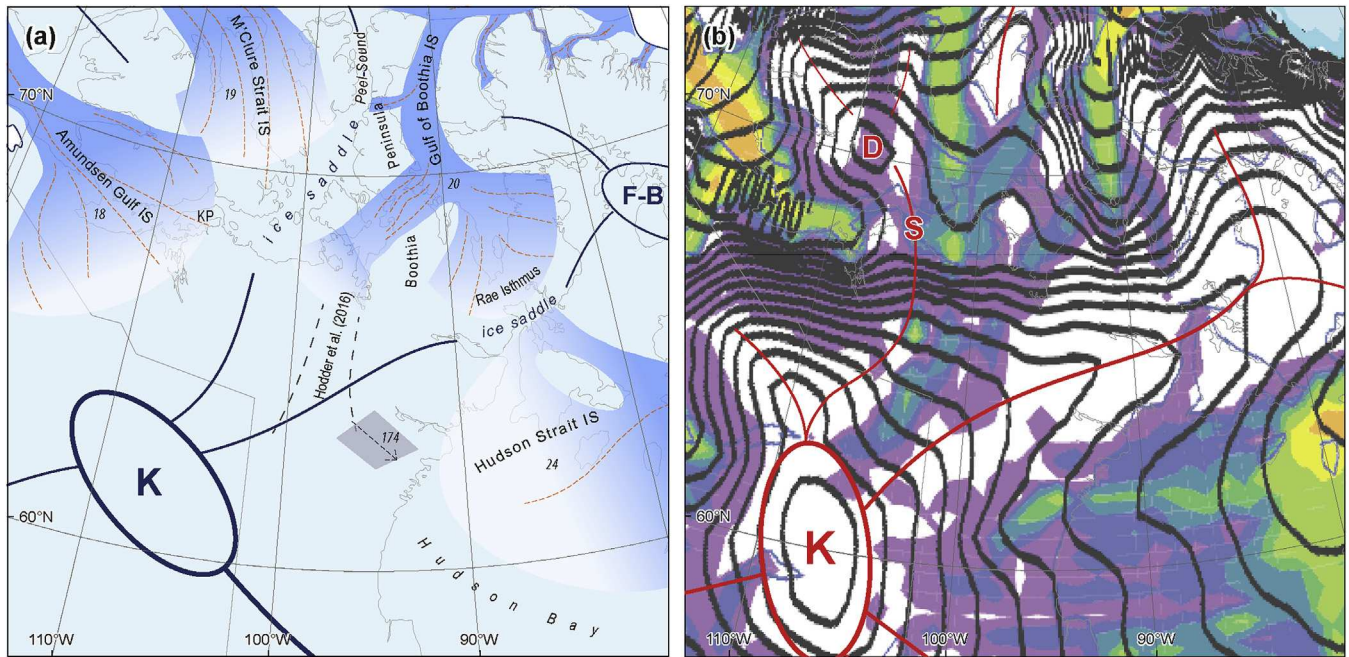 (a)
70°N
M'Clure Strait IS
19
Peel-Sound
Gulf of Boothia IS
Peninsula
ice saddle
Amundsen Gulf IS
18
KP
20
F-B
Boothia
Rae Isthmus
ice saddle
Hodder et al. (2016)
174
Hudson Strait IS
24
K
60°N
Hudson Bay
110°W
100°W
90°W
(b)
70°N
D
S
60°N
K
110°W
100°W
90°W